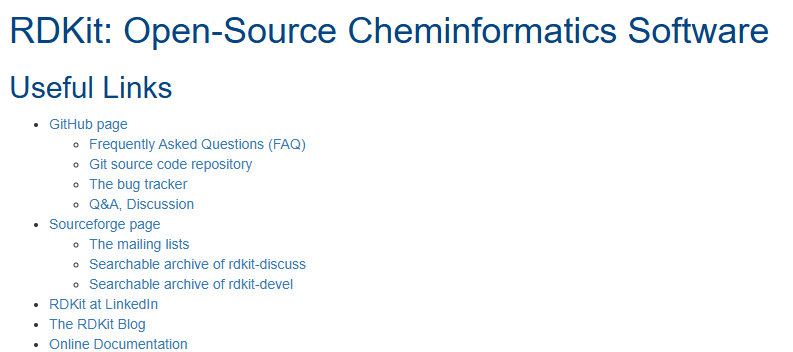 RDKit: Open-Source Cheminformatics Software
Useful Links
GitHub page
Frequently Asked Questions (FAQ)
Git source code repository
The bug tracker
Q&A, Discussion
Sourceforge page
The mailing lists
Searchable archive of rdkit-discuss
Searchable archive of rdkit-devel
RDKit at LinkedIn
The RDKit Blog
Online Documentation